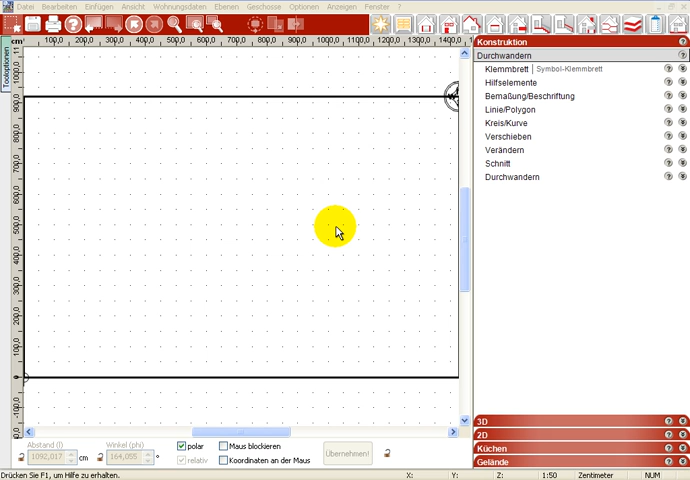 Datei Bearbeiten Einfügen Ansicht Wohnungsdaten Ebenen Geschosse Optionen Anzeigen Fenster ?
cm 100,0 200,0 300,0 400,0 500,0 600,0 700,0 800,0 900,0 1000,0 1100,0 1200,0 1300,0 1400,0
Tooloptionen
1000,0
900,0
800,0
700,0
600,0
500,0
400,0
300,0
200,0
100,0
Konstruktion
Durchwandern
Klemmbrett | Symbol-Klemmbrett
Hilfselemente
Bemaßung/Beschriftung
Linie/Polygon
Kreis/Kurve
Verschieben
Verändern
Schnitt
Durchwandern
3D
2D
Küchen
Gelände
Abstand (l) Winkel (phi)
1092,017 cm 164,055 °
polar Maus blockieren
relativ Koordinaten an der Maus
Übernehmen!
Drücken Sie F1, um Hilfe zu erhalten. X: Y: Z: 1:50 Zentimeter NUM